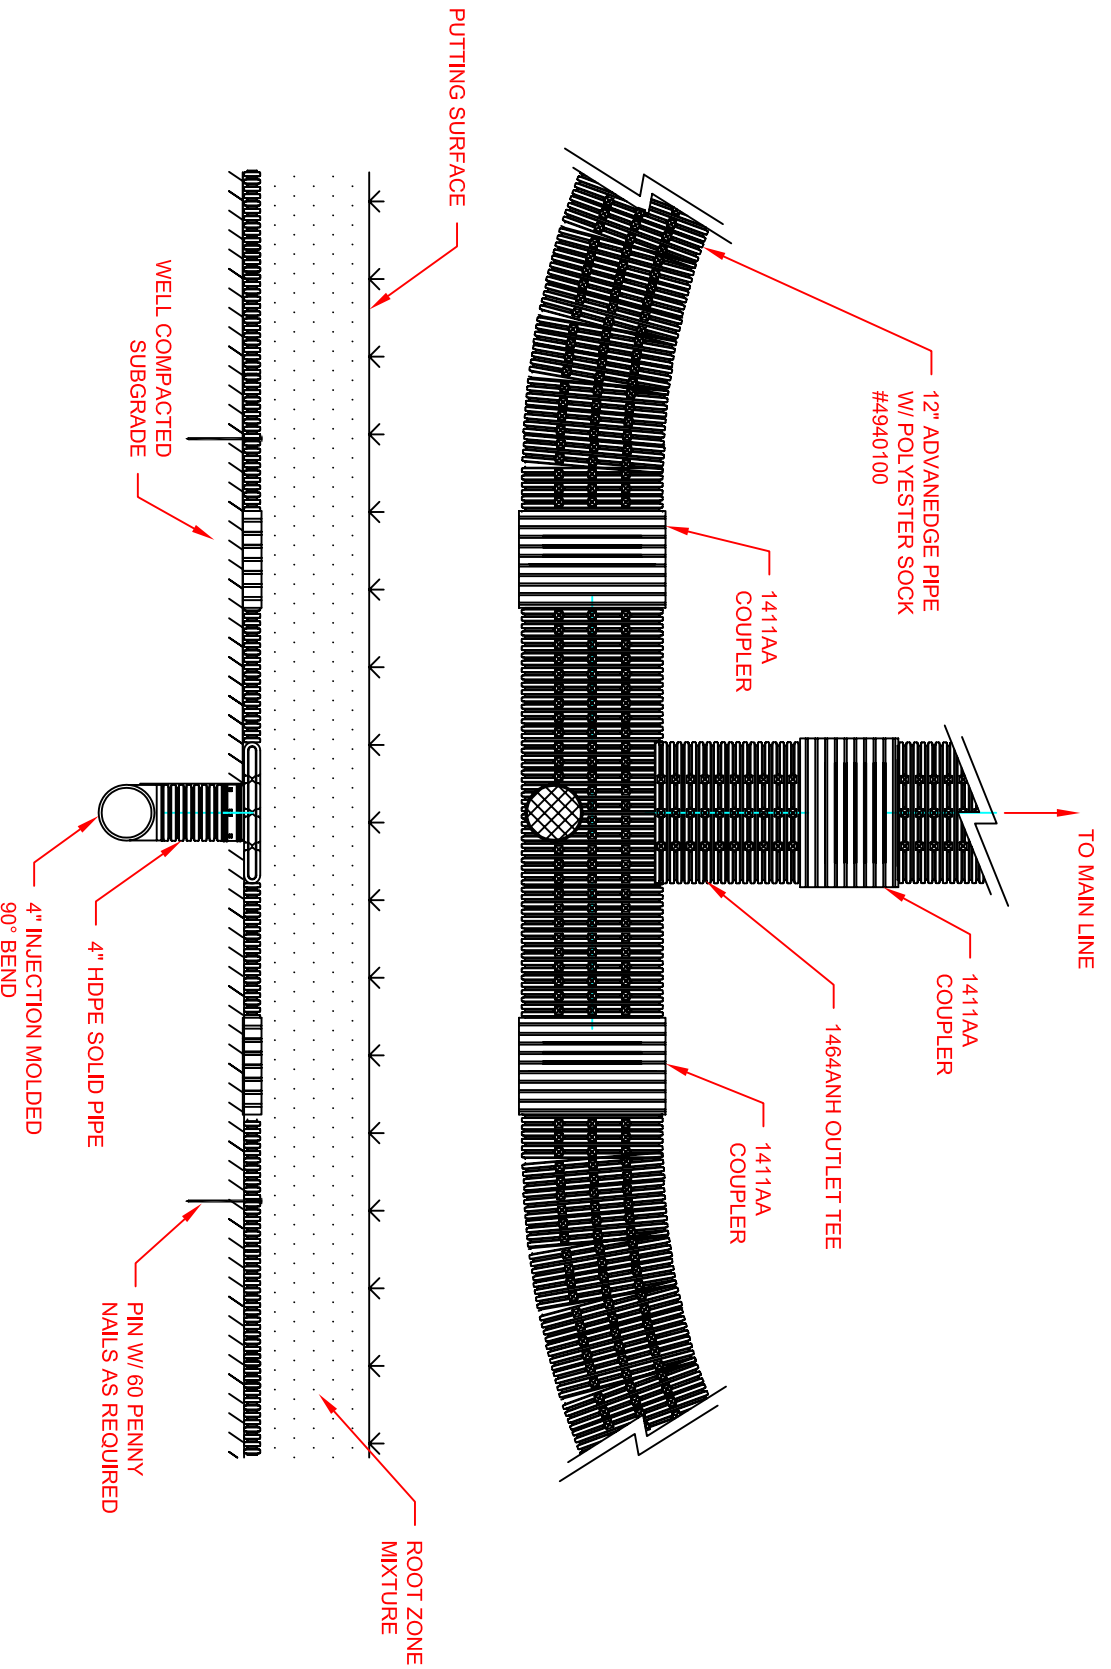 TO MAIN LINE
12" ADVANEDGE PIPE
W/ POLYESTER SOCK
#4940100
1411AA
COUPLER
1411AA
COUPLER
1464ANH OUTLET TEE
1411AA
COUPLER
PUTTING SURFACE
ROOT ZONE
MIXTURE
WELL COMPACTED
SUBGRADE
PIN W/ 60 PENNY
NAILS AS REQUIRED
4" HDPE SOLID PIPE
4" INJECTION MOLDED
90° BEND